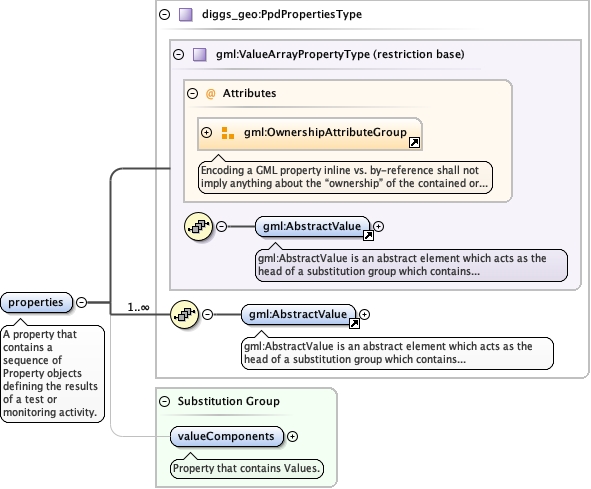 diggs_geo:PpdPropertiesType
gml:ValueArrayPropertyType (restriction base)
@ Attributes
gml:OwnershipAttributeGroup
Encoding a GML property inline vs. by-reference shall not
imply anything about the “ownership” of the contained or...
gml:AbstractValue
gml:AbstractValue is an abstract element which acts as the
head of a substitution group which contains...
properties
1..∞
gml:AbstractValue
A property that
contains a
sequence of
Property objects
defining the results
of a test or
monitoring activity.
gml:AbstractValue is an abstract element which acts as the
head of a substitution group which contains...
Substitution Group
valueComponents
Property that contains Values.